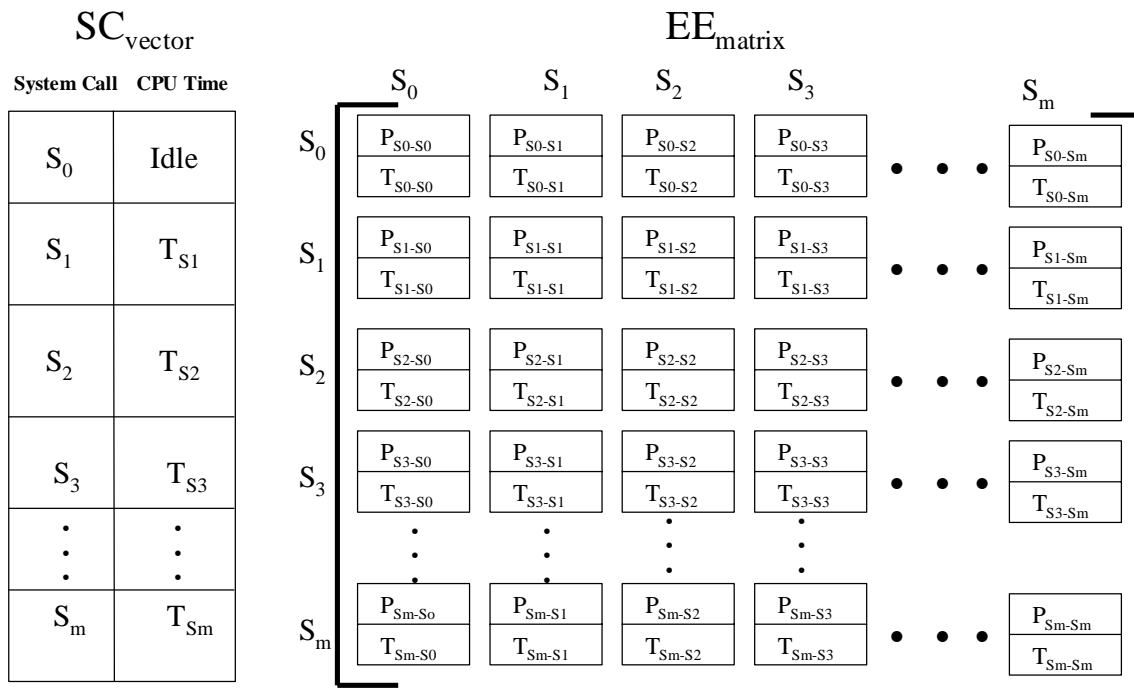 SCvector
EEmatrix
System Call CPU Time
S0 S1 S2 S3 Sm
S0 Idle
S0 PS0-S0 PS0-S1 PS0-S2 PS0-S3 • • • PS0-Sm
TS0-S0 TS0-S1 TS0-S2 TS0-S3 TS0-Sm
S1 TS1
S1 PS1-S0 PS1-S1 PS1-S2 PS1-S3 • • • PS1-Sm
TS1-S0 TS1-S1 TS1-S2 TS1-S3 TS1-Sm
S2 TS2
S2 PS2-S0 PS2-S1 PS2-S2 PS2-S3 • • • PS2-Sm
TS2-S0 TS2-S1 TS2-S2 TS2-S3 TS2-Sm
S3 TS3
S3 PS3-S0 PS3-S1 PS3-S2 PS3-S3 • • • PS3-Sm
TS3-S0 TS3-S1 TS3-S2 TS3-S3 TS3-Sm
Sm TSm
Sm PSm-So PSm-S1 PSm-S2 PSm-S3 • • • PSm-Sm
TSm-S0 TSm-S1 TSm-S2 TSm-S3 TSm-Sm